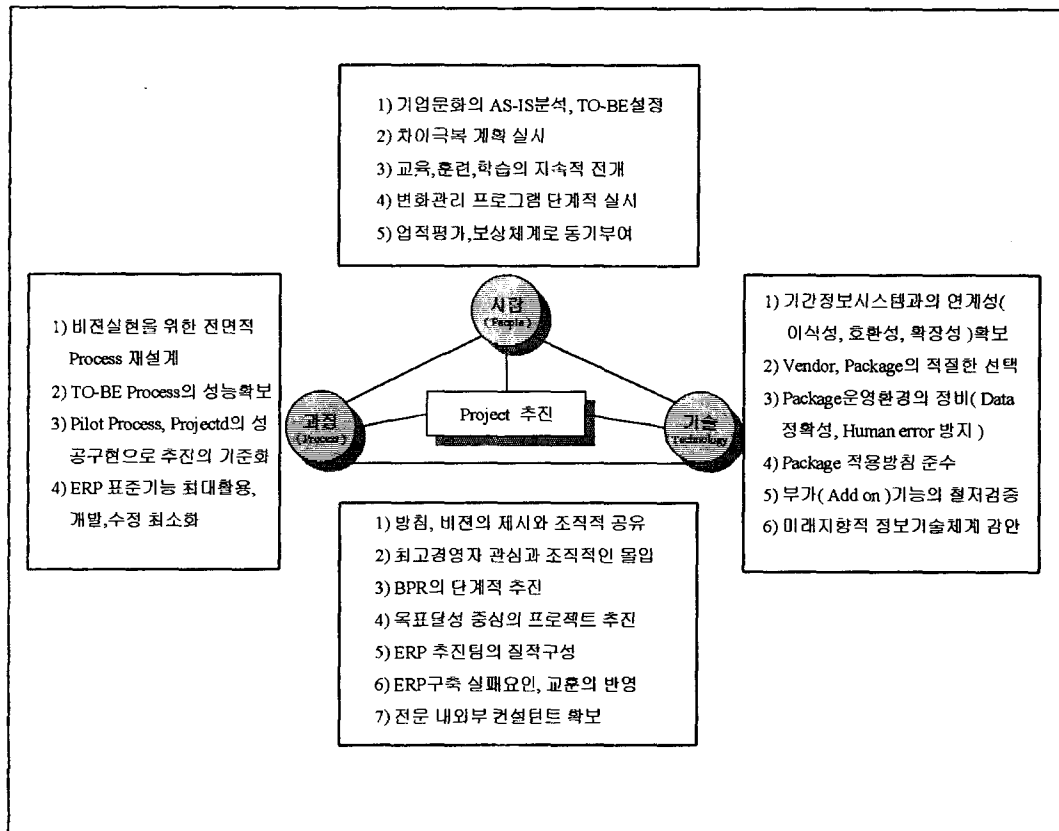 1) 기업문화의 AS-IS분석, TO-BE설정
2) 차이극복 계획 실시
3) 교육,훈련,학습의 지속적 전개
4) 변화관리 프로그램 단계적 실시
5) 업적평가,보상체계로 동기부여
사람
(People)
1) 비젼실현을 위한 전면적
Process 재설계
2) TO-BE Process의 성능확보
3) Pilot Process, Projectd의 성
공구현으로 추진의 기준화
4) ERP 표준기능 최대활용,
개발,수정 최소화
과정
(Process)
Project 추진
기술
Technology
1) 기간정보시스템과의 연계성(
이식성, 호환성, 확장성 )확보
2) Vendor, Package의 적절한 선택
3) Package운영환경의 정비( Data
정확성, Human error 방지 )
4) Package 적용방침 준수
5) 부가( Add on )기능의 철저검증
6) 미래지향적 정보기술체계 감안
1) 방침, 비젼의 제시와 조직적 공유
2) 최고경영자 관심과 조직적인 몰입
3) BPR의 단계적 추진
4) 목표달성 중심의 프로젝트 추진
5) ERP 추진팀의 질작구성
6) ERP구축 실패요인, 교훈의 반영
7) 전문 내외부 컨설턴트 확보